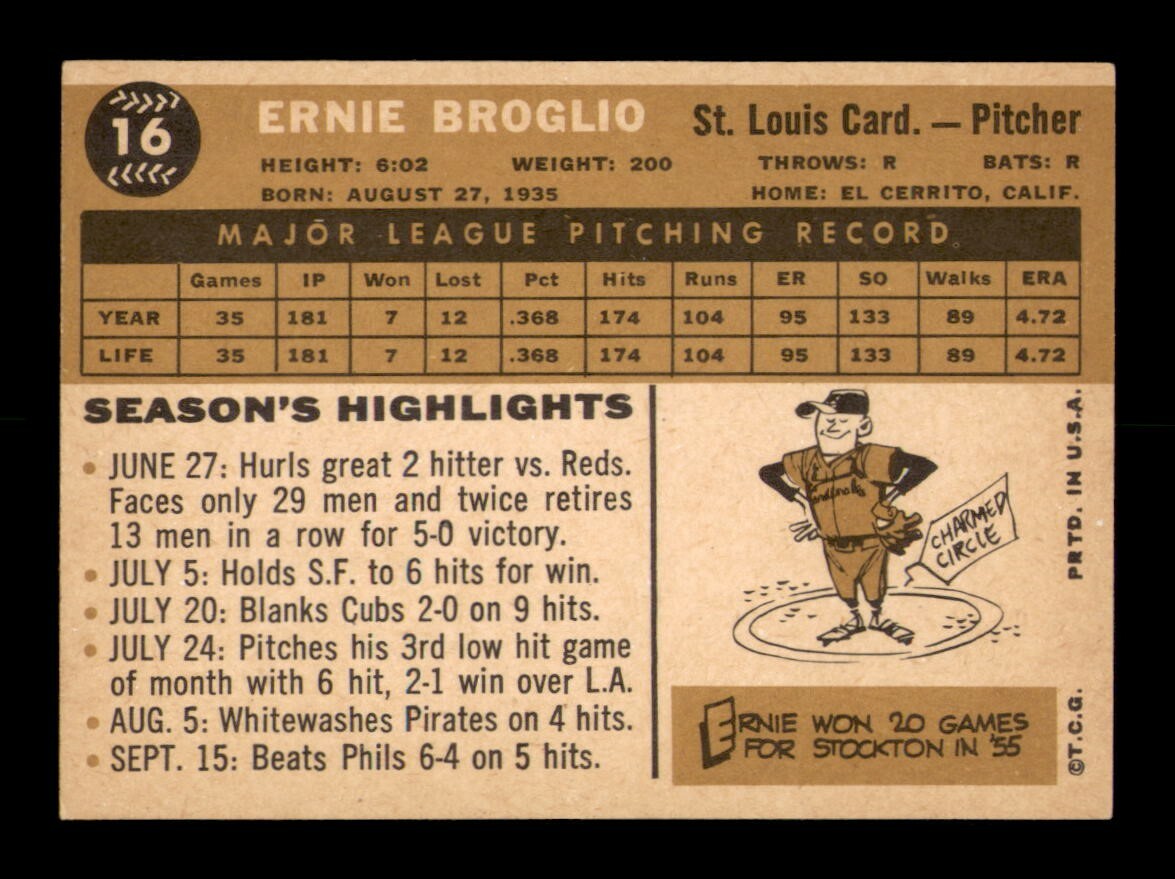 16
ERNIE BROGLIO
St. Louis Card. — Pitcher
HEIGHT: 6:02 WEIGHT: 200 THROWS: R BATS: R
BORN: AUGUST 27, 1935 HOME: EL CERRITO, CALIF.
MAJOR LEAGUE PITCHING RECORD
Games IP Won Lost Pct Hits Runs ER SO Walks ERA
YEAR 35 181 7 12 .368 174 104 95 133 89 4.72
LIFE 35 181 7 12 .368 174 104 95 133 89 4.72
SEASON'S HIGHLIGHTS
• JUNE 27: Hurls great 2 hitter vs. Reds.
Faces only 29 men and twice retires
13 men in a row for 5-0 victory.
• JULY 5: Holds S.F. to 6 hits for win.
• JULY 20: Blanks Cubs 2-0 on 9 hits.
• JULY 24: Pitches his 3rd low hit game
of month with 6 hit, 2-1 win over L.A.
• AUG. 5: Whitewashes Pirates on 4 hits.
• SEPT. 15: Beats Phils 6-4 on 5 hits.
Cardinals
CHARMED
CIRCLE
ERNIE WON 20 GAMES
FOR STOCKTON IN '55
PRTD. IN U.S.A.
©T.C.G.